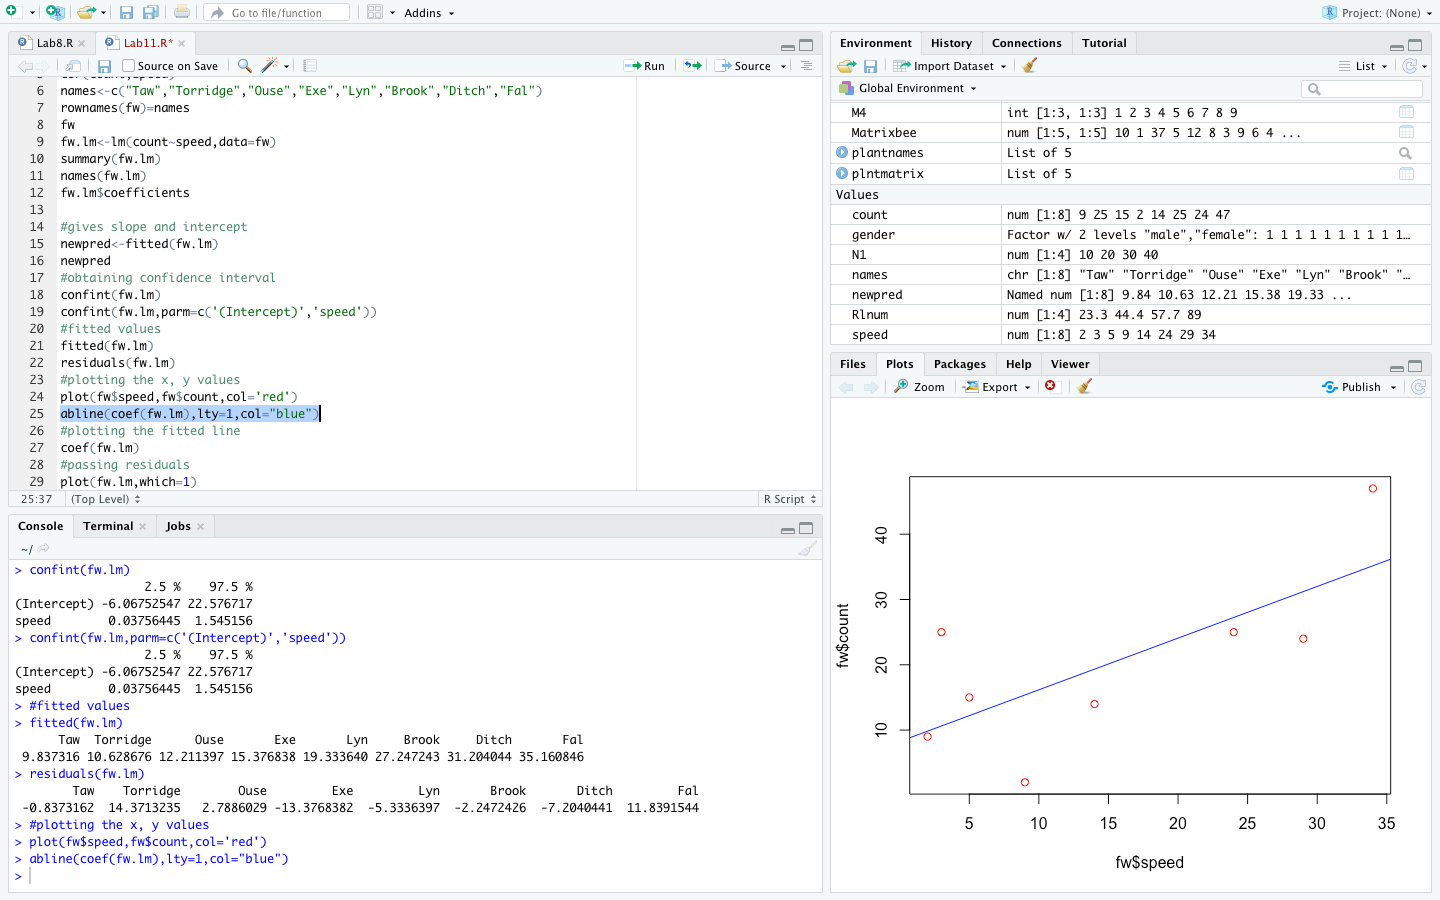 Go to file/function
Addins
Project: (None)
Lab8.R
Lab11.R*
Source on Save
Run
Source
6 names<-c("Taw","Torridge","Ouse","Exe","Lyn","Brook","Ditch","Fal")
7 rownames(fw)=names
8 fw
9 fw.lm<-lm(count~speed,data=fw)
10 summary(fw.lm)
11 names(fw.lm)
12 fw.lm$coefficients
13
14 #gives slope and intercept
15 newpred<-fitted(fw.lm)
16 newpred
17 #obtaining confidence interval
18 confint(fw.lm)
19 confint(fw.lm,parm=c('(Intercept)','speed'))
20 #fitted values
21 fitted(fw.lm)
22 residuals(fw.lm)
23 #plotting the x, y values
24 plot(fw$speed,fw$count,col='red')
25 abline(coef(fw.lm),lty=1,col="blue")
26 #plotting the fitted line
27 coef(fw.lm)
28 #passing residuals
29 plot(fw.lm,which=1)
25:37 (Top Level) R Script
Console Terminal Jobs
~/
> confint(fw.lm)
2.5 % 97.5 %
(Intercept) -6.06752547 22.576717
speed 0.03756445 1.545156
> confint(fw.lm,parm=c('(Intercept)','speed'))
2.5 % 97.5 %
(Intercept) -6.06752547 22.576717
speed 0.03756445 1.545156
> #fitted values
> fitted(fw.lm)
Taw Torridge Ouse Exe Lyn Brook Ditch Fal
9.837316 10.628676 12.211397 15.376838 19.333640 27.247243 31.204044 35.160846
> residuals(fw.lm)
Taw Torridge Ouse Exe Lyn Brook Ditch Fal
-0.8373162 14.3713235 2.7886029 -13.3768382 -5.3336397 -2.2472426 -7.2040441 11.8391544
> #plotting the x, y values
> plot(fw$speed,fw$count,col='red')
> abline(coef(fw.lm),lty=1,col="blue")
>
Environment History Connections Tutorial
Import Dataset
List
Global Environment
M4 int [1:3, 1:3] 1 2 3 4 5 6 7 8 9
Matrixbee num [1:5, 1:5] 10 1 37 5 12 8 3 9 6 4 ...
plantnames List of 5
plntmatrix List of 5
Values
count num [1:8] 9 25 15 2 14 25 24 47
gender Factor w/ 2 levels "male","female": 1 1 1 1 1 1 1 1 1 1…
N1 num [1:4] 10 20 30 40
names chr [1:8] "Taw" "Torridge" "Ouse" "Exe" "Lyn" "Brook" "…
newpred Named num [1:8] 9.84 10.63 12.21 15.38 19.33 ...
Rlnum num [1:4] 23.3 44.4 57.7 89
speed num [1:8] 2 3 5 9 14 24 29 34
Files Plots Packages Help Viewer
Zoom Export Publish
fw$count
40
30
20
10
5 10 15 20 25 30 35
fw$speed